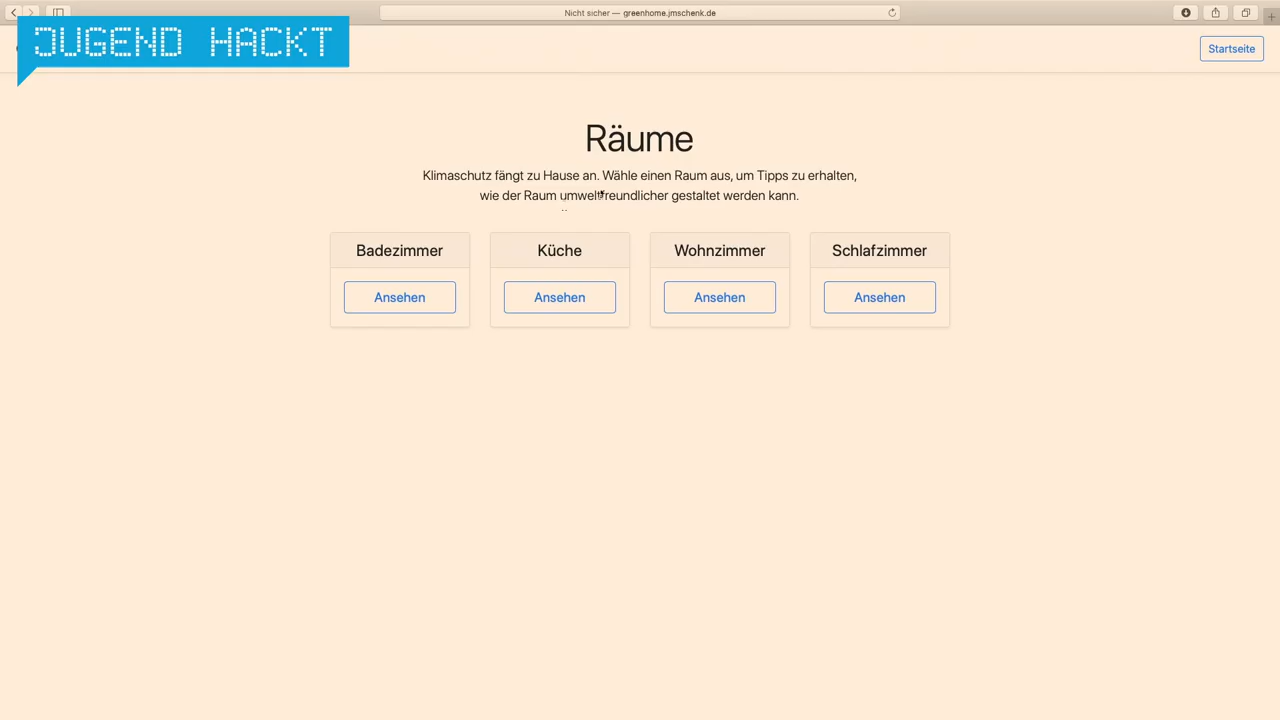 Nicht sicher — greenhome.jmschenk.de
JUGEND HACKT
Startseite
Räume
Klimaschutz fängt zu Hause an. Wähle einen Raum aus, um Tipps zu erhalten,
wie der Raum umweltfreundlicher gestaltet werden kann.
Badezimmer
Küche
Wohnzimmer
Schlafzimmer
Ansehen
Ansehen
Ansehen
Ansehen